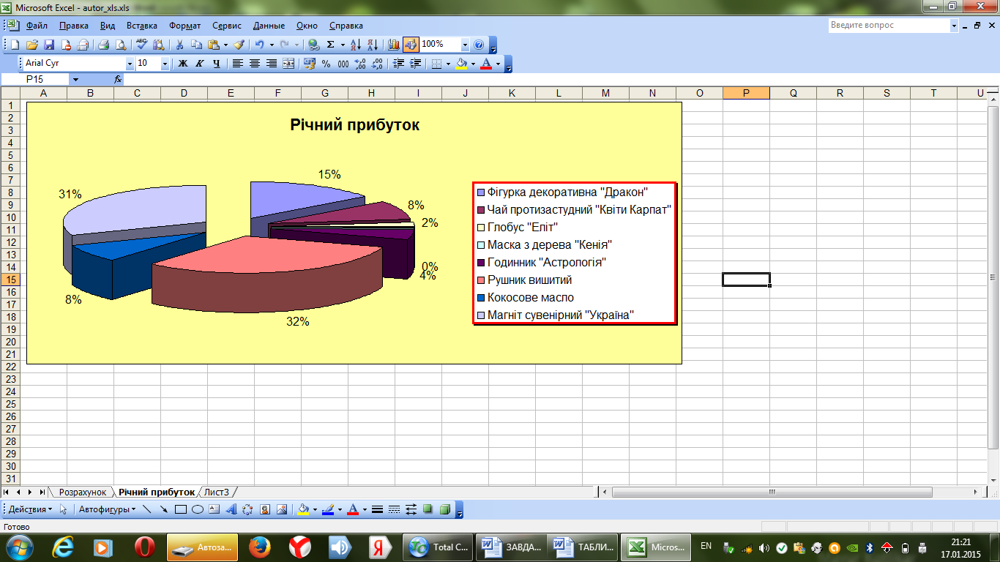 Microsoft Excel - autor_xls.xls
Файл Правка Вид Вставка Формат Сервис Данные Окно Справка Введите вопрос
100%
Arial Cyr 10 Ж К Ч % 000
P15 fx
A B C D E F G H I J K L M N O P Q R S T U
1
2
3
4
5
6
7
8
9
10
11
12
13
14
15
16
17
18
19
20
21
22
23
24
25
26
27
28
29
30
31
Річний прибуток
15%
31%
8%
2%
0%
4%
8%
32%
Фігурка декоративна "Дракон"
Чай протизастудний "Квіти Карпат"
Глобус "Еліт"
Маска з дерева "Кенія"
Годинник "Астрологія"
Рушник вишитий
Кокосове масло
Магніт сувенірний "Україна"
Розрахунок Річний прибуток Лист3
Действия Автофигуры
Готово
Автоза... Total C... ЗАВДА... ТАБЛИ... Micros... EN 21:21
17.01.2015